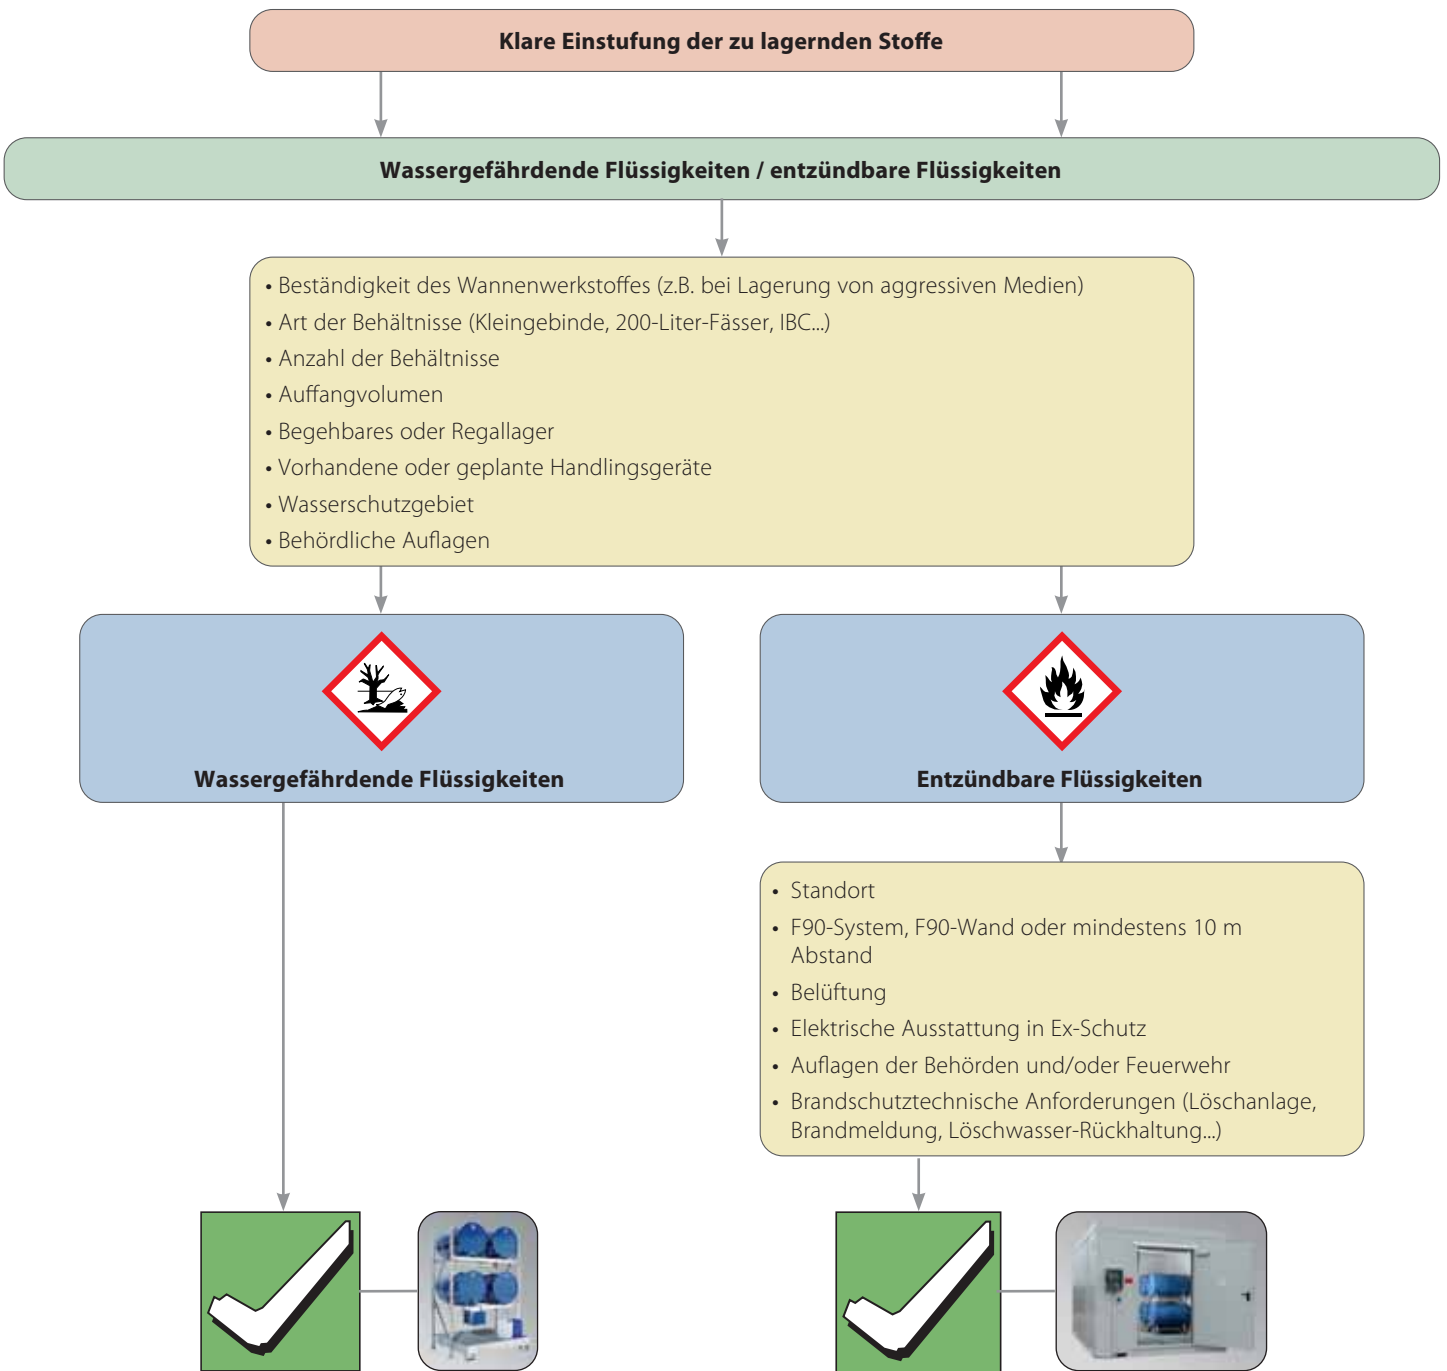 Klare Einstufung der zu lagernden Stoffe
Wassergefährdende Flüssigkeiten / entzündbare Flüssigkeiten
• Beständigkeit des Wannenwerkstoffes (z.B. bei Lagerung von aggressiven Medien)
• Art der Behältnisse (Kleingebinde, 200-Liter-Fässer, IBC...)
• Anzahl der Behältnisse
• Auffangvolumen
• Begehbares oder Regallager
• Vorhandene oder geplante Handlingsgeräte
• Wasserschutzgebiet
• Behördliche Auflagen
Wassergefährdende Flüssigkeiten
Entzündbare Flüssigkeiten
• Standort
• F90-System, F90-Wand oder mindestens 10 m
Abstand
• Belüftung
• Elektrische Ausstattung in Ex-Schutz
• Auflagen der Behörden und/oder Feuerwehr
• Brandschutztechnische Anforderungen (Löschanlage,
Brandmeldung, Löschwasser-Rückhaltung...)